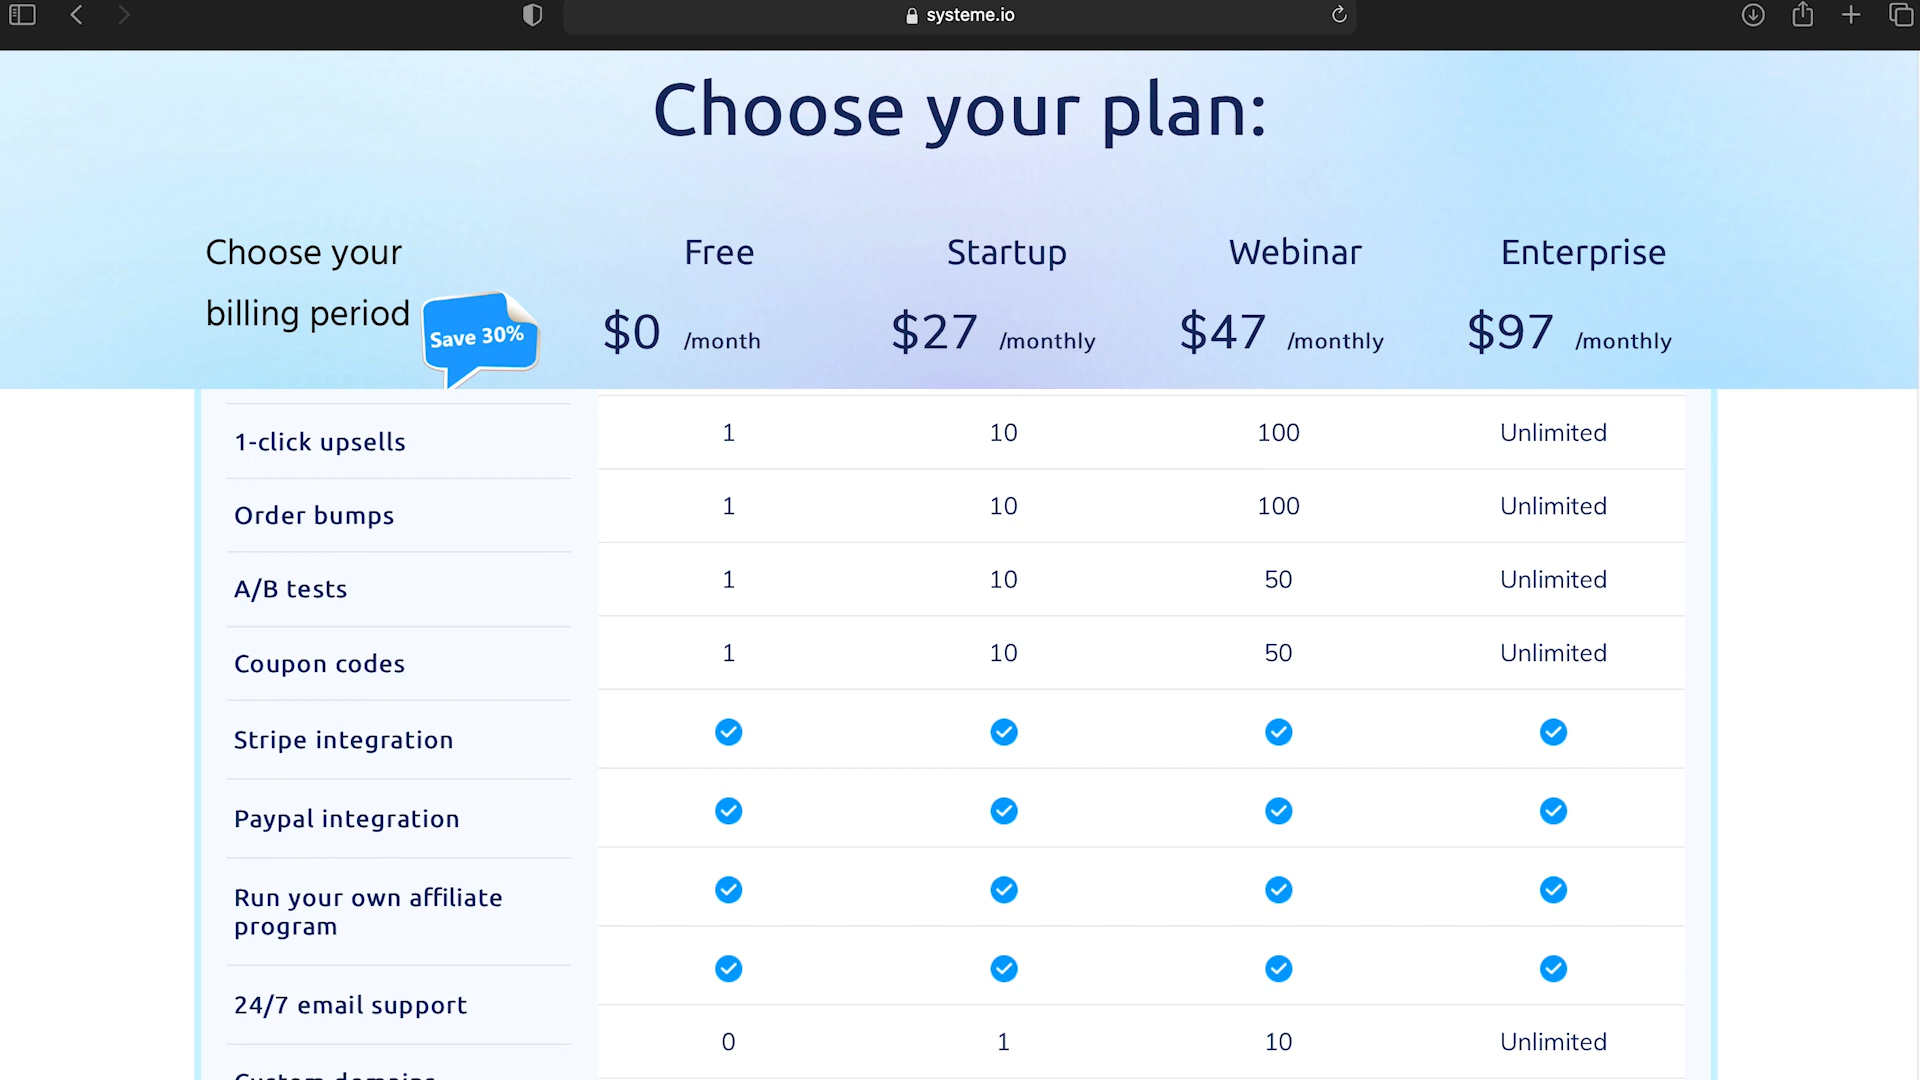 systeme.io
Choose your plan:
Choose your
billing period
Save 30%
Free
Startup
Webinar
Enterprise
$0 /month
$27 /monthly
$47 /monthly
$97 /monthly
1-click upsells
1
10
100
Unlimited
Order bumps
1
10
100
Unlimited
A/B tests
1
10
50
Unlimited
Coupon codes
1
10
50
Unlimited
Stripe integration
Paypal integration
Run your own affiliate
program
24/7 email support
0
1
10
Unlimited
Custom domains